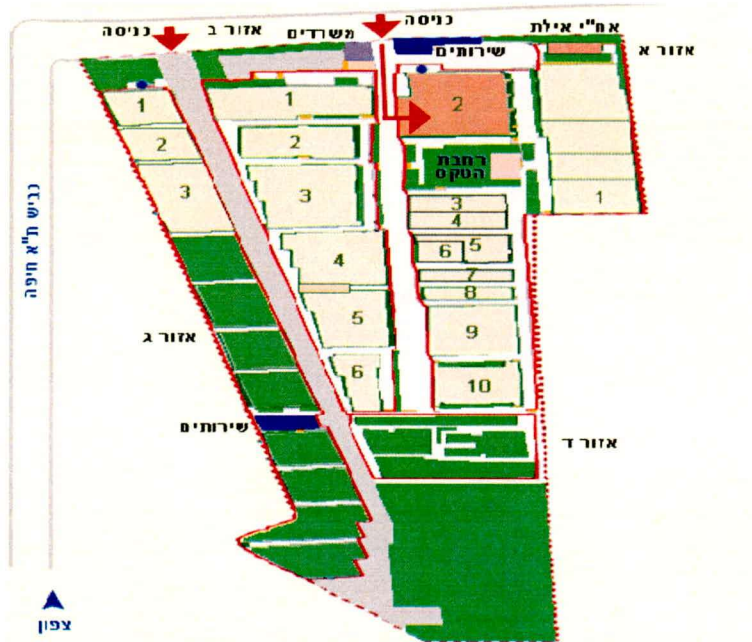 כניסה
אזור ב
משרדים
כניסה
שירותים
אח"י אילת
אזור א
1
2
3
1
2
3
4
5
6
2
רחבת
הטקס
3
4
6
5
7
8
9
10
1
כביש ת"א חיפה
אזור ג
שירותים
אזור ד
צפון